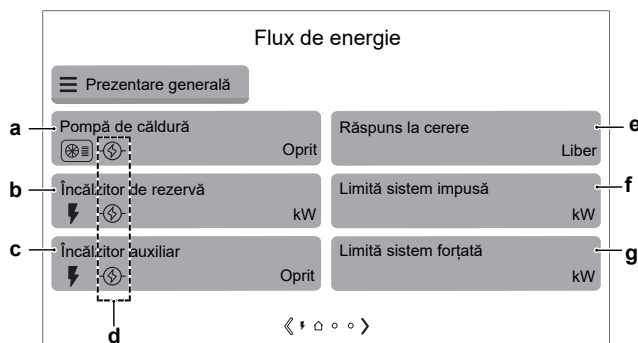 Flux de energie
Prezentare generală
a
Pompă de căldură
Oprit
Răspuns la cerere
Liber
e
b
Încălzitor de rezervă
kW
Limită sistem impusă
kW
f
c
Încălzitor auxiliar
Oprit
Limită sistem forțată
kW
g
d